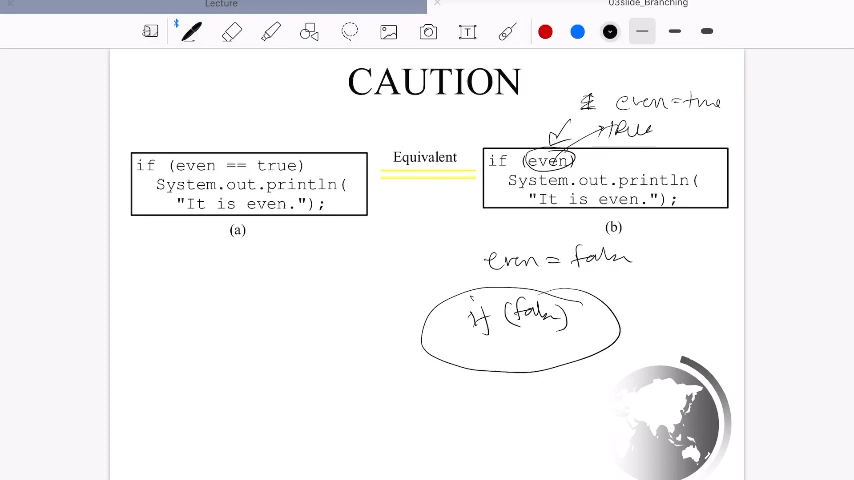 Lecture
03slide_Branching
CAUTION
even=true
true
if (even == true)
System.out.println(
"It is even.");
(a)
Equivalent
if (even)
System.out.println(
"It is even.");
(b)
even = false
if (false)